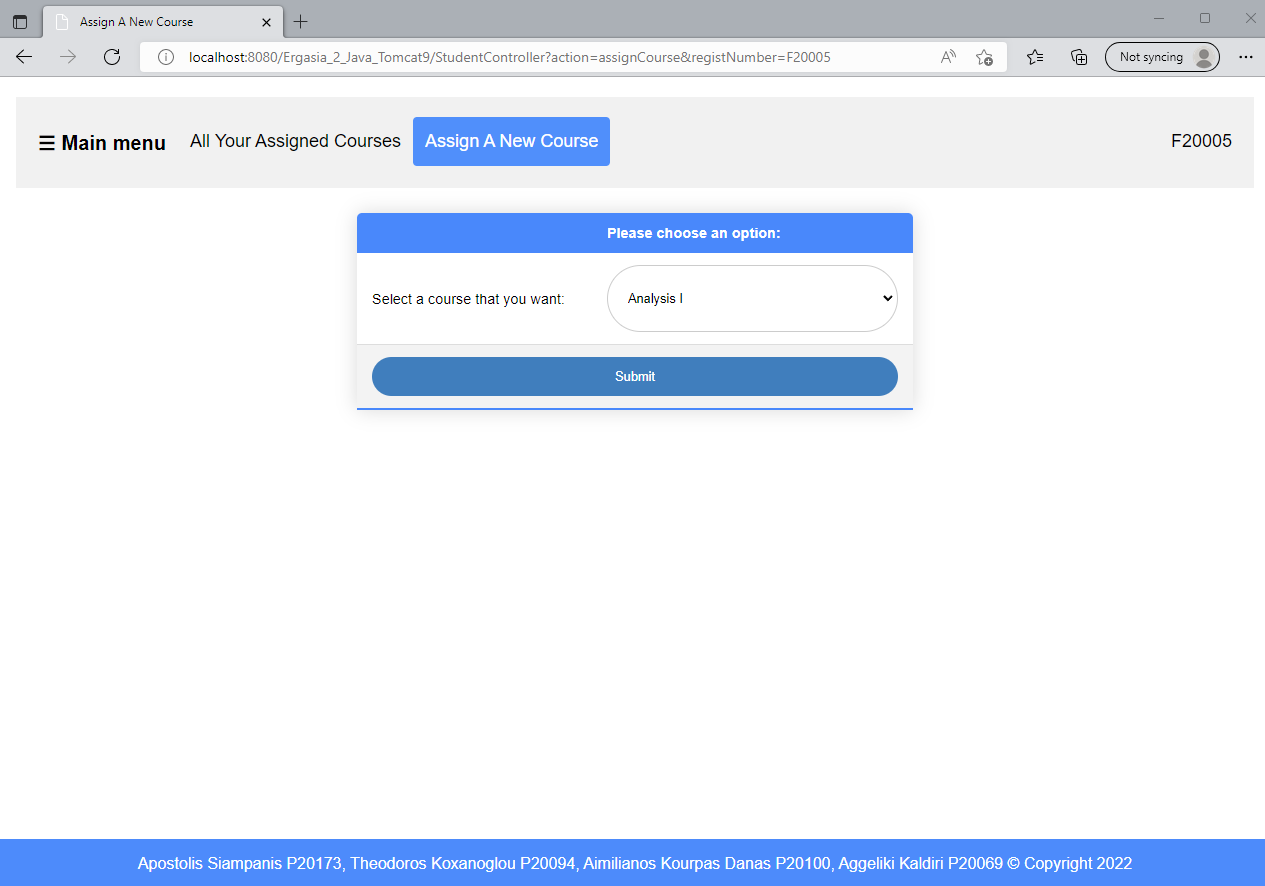 Assign A New Course
localhost:8080/Ergasia_2_Java_Tomcat9/StudentController?action=assignCourse&registNumber=F20005
Not syncing
☰ Main menu All Your Assigned Courses Assign A New Course F20005
Please choose an option:
Select a course that you want: Analysis I
Submit
Apostolis Siampanis P20173, Theodoros Koxanoglou P20094, Aimilianos Kourpas Danas P20100, Aggeliki Kaldiri P20069 © Copyright 2022